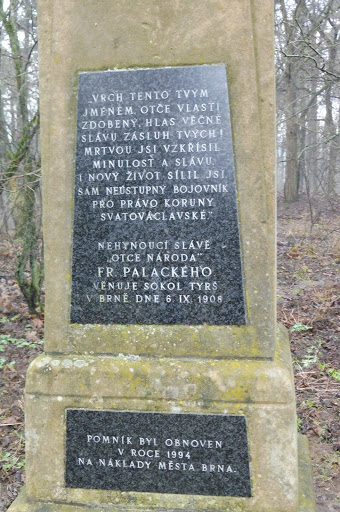 „VRCH TENTO TVÝM
JMÉNEM, OTČE VLASTI
ZDOBENÝ, HLAS VĚČNĚ
SLÁVU ZÁSLUH TVÝCH!
MRTVOU JSI VZKŘÍSIL
MINULOST A SLÁVU
I NOVÝ ŽIVOT SÍLIL JSI
SÁM NEÚSTUPNÝ BOJOVNÍK
PRO PRÁVO KORUNY
SVATOVÁCLAVSKÉ."
NEHYNOUCÍ SLÁVĚ
„OTCE NÁRODA"
FR. PALACKÉHO
VĚNUJE SOKOL TYRŠ
V BRNĚ, DNE 6. IX. 1908
POMNÍK BYL OBNOVEN
V ROCE 1994
NA NÁKLADY MĚSTA BRNA.